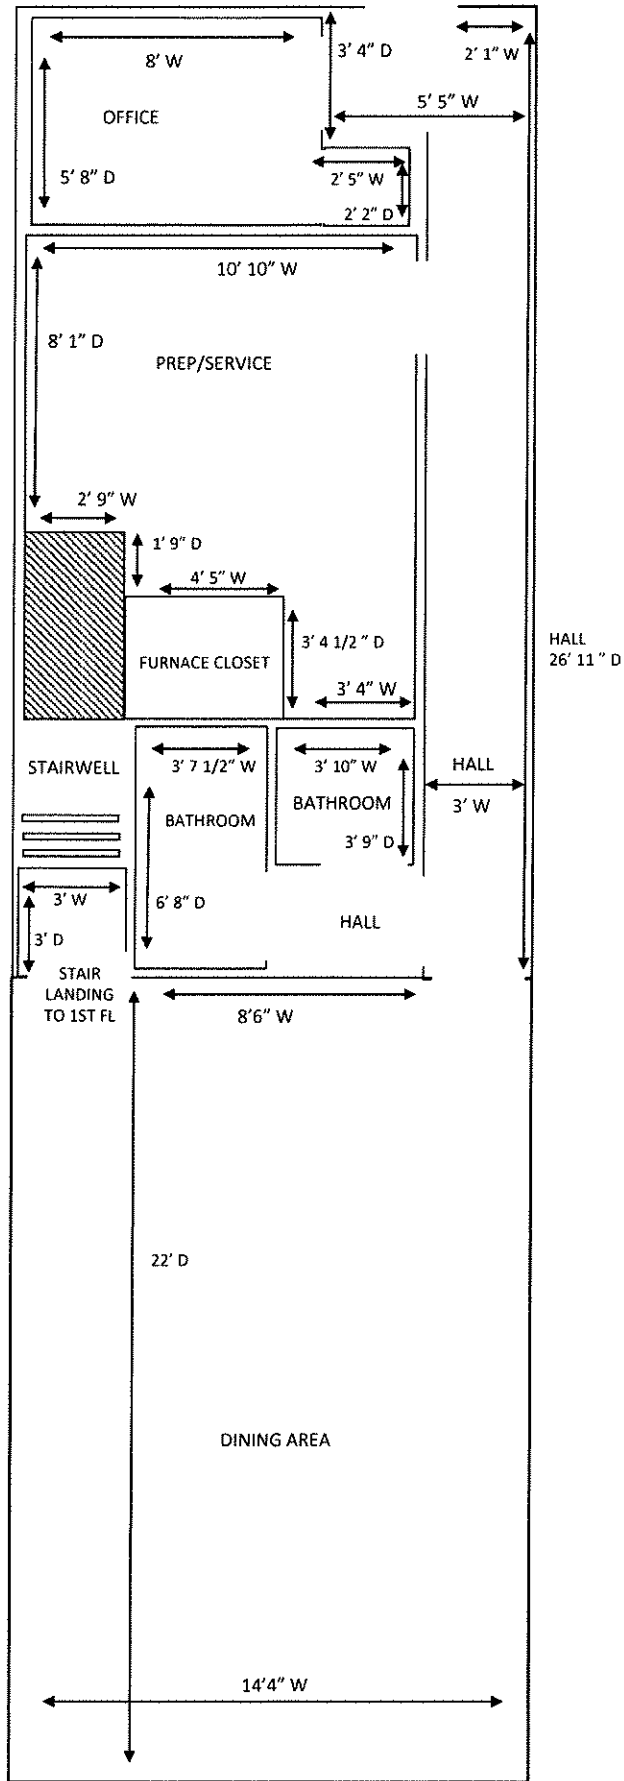 2' 1" W
8' W
3' 4" D
5' 5" W
OFFICE
5' 8" D
2' 5" W
2' 2" D
10' 10" W
8' 1" D
PREP/SERVICE
2' 9" W
1' 9" D
4' 5" W
FURNACE CLOSET
3' 4 1/2 " D
3' 4" W
HALL
26' 11 " D
STAIRWELL
3' 7 1/2" W
3' 10" W
HALL
3' W
BATHROOM
BATHROOM
3' 9" D
3' W
6' 8" D
3' D
HALL
STAIR
LANDING
TO 1ST FL
8'6" W
22' D
DINING AREA
14'4" W